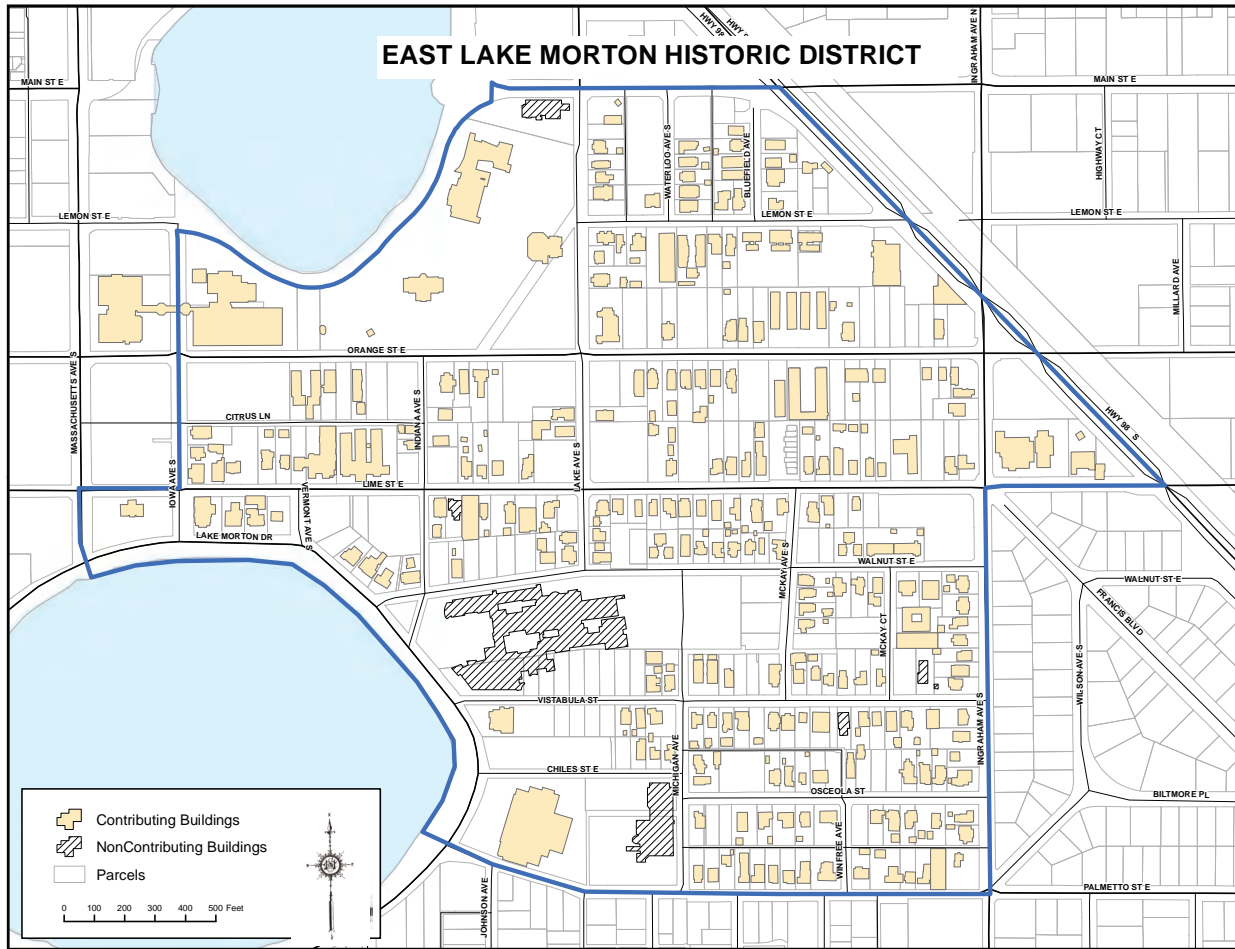 HWY 98
HWY 9
INGRAHAM AVE N
EAST LAKE MORTON HISTORIC DISTRICT
MAIN ST E
MAIN ST E
HIGHWAY CT
WATERLOO AVE S
BLUEFIELD AVE
LEMON ST E
LEMON ST E
LEMON ST E
MILLARD AVE
MASSACHUSETTS AVE S
ORANGE ST E
INDIANA AVE S
CITRUS LN
HWY 98 S
LAKE AVE S
IOWA AVE S
VERMONT AVE S
LIME ST E
LAKE MORTON DR
MCKAY AVE S
WALNUT ST E
WALNUT ST E
FRANCIS BLVD
MCKAY CT
WILSON AVE S
VISTABULA ST
INGRAHAM AVE S
MICHIGAN AVE
CHILES ST E
OSCEOLA ST
BILTMORE PL
WINFREE AVE
PALMETTO ST E
JOHNSON AVE
Contributing Buildings
NonContributing Buildings
Parcels
0 100 200 300 400 500 Feet